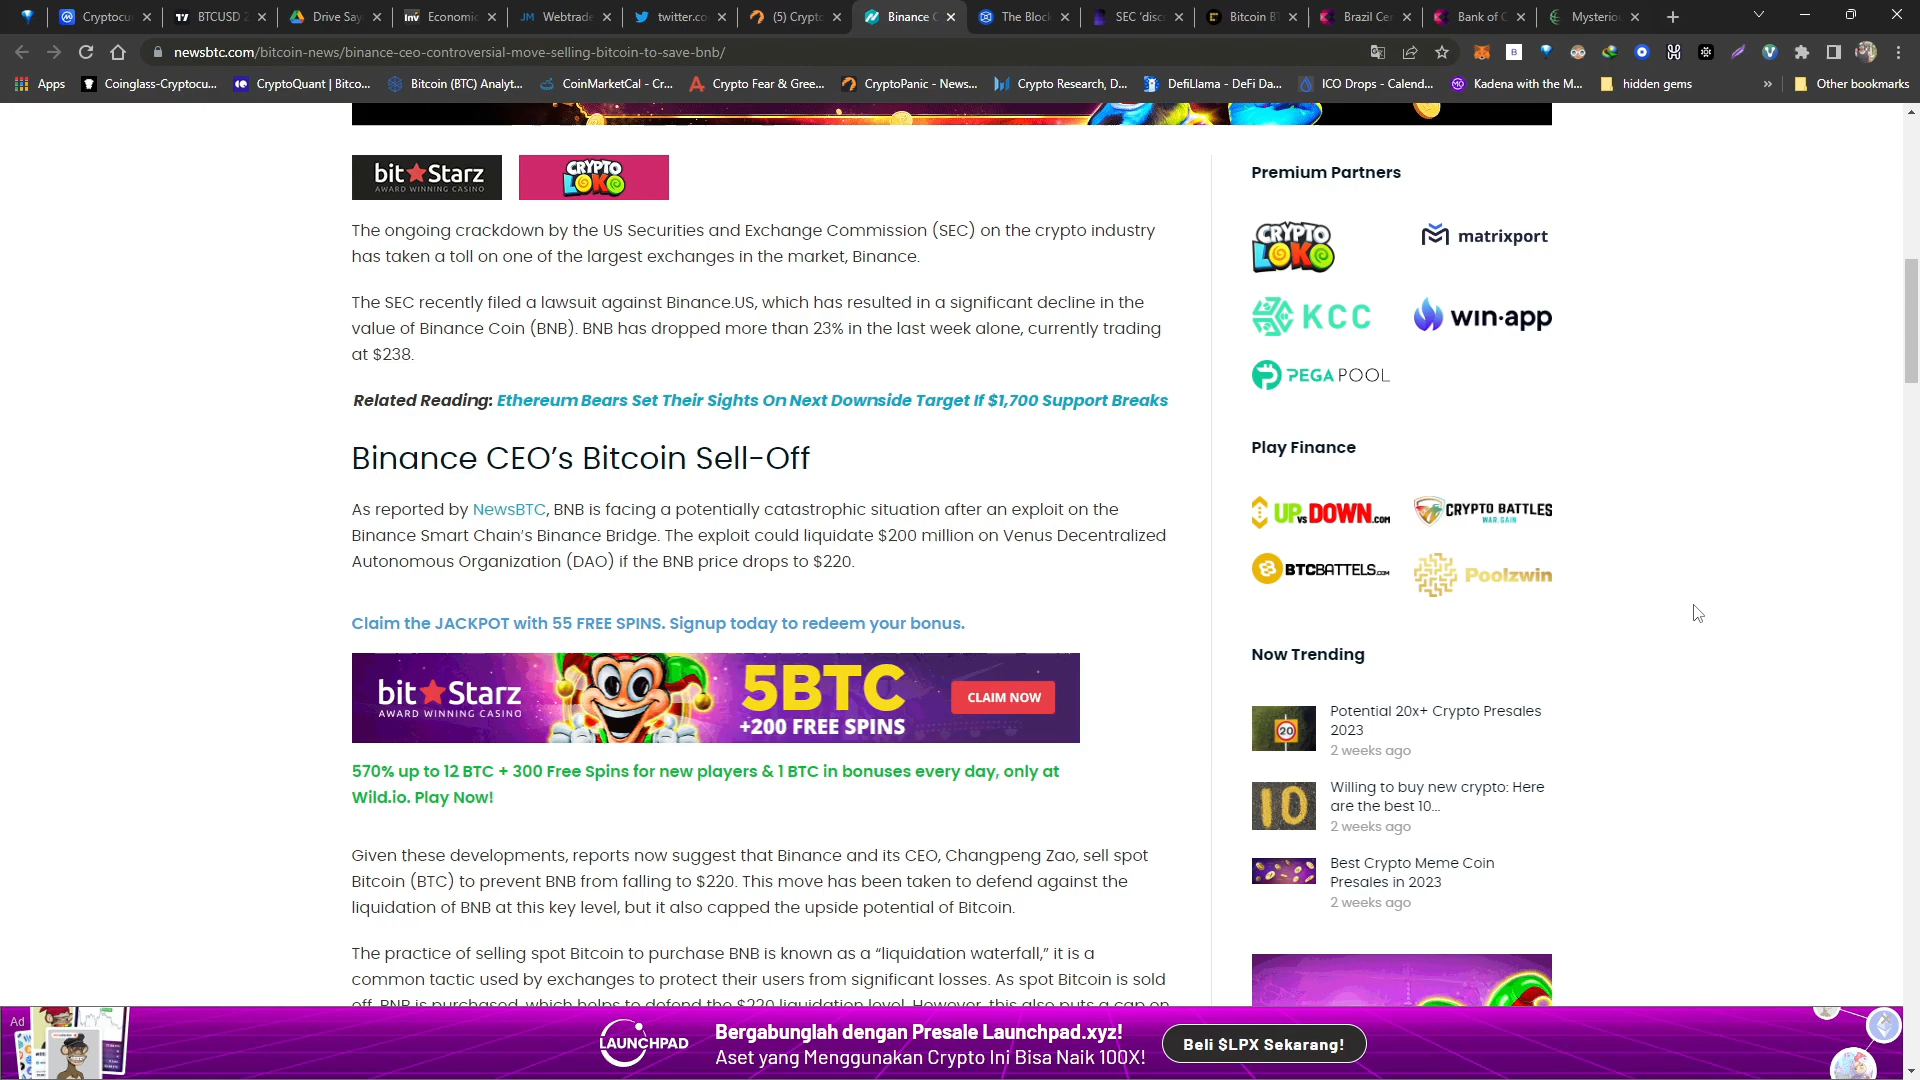 Cryptocu
BTCUSD 2
Drive Say
Economic
Webtrade
twitter.co
(5) Crypto
Binance C
The Block
SEC 'disc
Bitcoin BT
Brazil Cer
Bank of C
Mysteriou
newsbtc.com/bitcoin-news/binance-ceo-controversial-move-selling-bitcoin-to-save-bnb/
Apps
Coinglass-Cryptocu...
CryptoQuant | Bitco...
Bitcoin (BTC) Analyt...
CoinMarketCal - Cr...
Crypto Fear & Gree...
CryptoPanic - News...
Crypto Research, D...
DefiLlama - DeFi Da...
ICO Drops - Calend...
Kadena with the M...
hidden gems
»
Other bookmarks
bitStarz
AWARD WINNING CASINO
CRYPTO
LOKO
The ongoing crackdown by the US Securities and Exchange Commission (SEC) on the crypto industry
has taken a toll on one of the largest exchanges in the market, Binance.
The SEC recently filed a lawsuit against Binance.US, which has resulted in a significant decline in the
value of Binance Coin (BNB). BNB has dropped more than 23% in the last week alone, currently trading
at $238.
Related Reading: Ethereum Bears Set Their Sights On Next Downside Target If $1,700 Support Breaks
Binance CEO’s Bitcoin Sell-Off
As reported by NewsBTC, BNB is facing a potentially catastrophic situation after an exploit on the
Binance Smart Chain’s Binance Bridge. The exploit could liquidate $200 million on Venus Decentralized
Autonomous Organization (DAO) if the BNB price drops to $220.
Claim the JACKPOT with 55 FREE SPINS. Signup today to redeem your bonus.
bitStarz
AWARD WINNING CASINO
5BTC
+200 FREE SPINS
CLAIM NOW
570% up to 12 BTC + 300 Free Spins for new players & 1 BTC in bonuses every day, only at
Wild.io. Play Now!
Given these developments, reports now suggest that Binance and its CEO, Changpeng Zao, sell spot
Bitcoin (BTC) to prevent BNB from falling to $220. This move has been taken to defend against the
liquidation of BNB at this key level, but it also capped the upside potential of Bitcoin.
The practice of selling spot Bitcoin to purchase BNB is known as a “liquidation waterfall,” it is a
common tactic used by exchanges to protect their users from significant losses. As spot Bitcoin is sold
off, BNB is purchased, which helps to defend the $220 liquidation level. However, this also puts a cap on
Premium Partners
CRYPTO
LOKO
matrixport
KCC
win·app
PEGAPOOL
Play Finance
UP vs DOWN.COM
CRYPTO BATTLES
WAR.GAIN
BTCBATTELS.COM
Poolzwin
Now Trending
20
Potential 20x+ Crypto Presales
2023
2 weeks ago
10
Willing to buy new crypto: Here
are the best 10...
2 weeks ago
Best Crypto Meme Coin
Presales in 2023
2 weeks ago
Ad
LAUNCHPAD
Bergabunglah dengan Presale Launchpad.xyz!
Aset yang Menggunakan Crypto Ini Bisa Naik 100X!
Beli $LPX Sekarang!